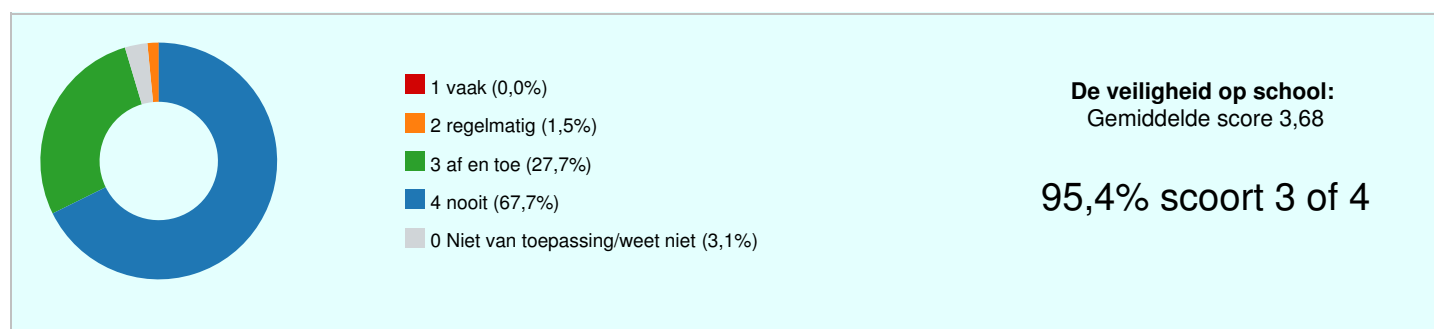 1 vaak (0,0%)
2 regelmatig (1,5%)
3 af en toe (27,7%)
4 nooit (67,7%)
0 Niet van toepassing/weet niet (3,1%)
De veiligheid op school:
Gemiddelde score 3,68
95,4% scoort 3 of 4